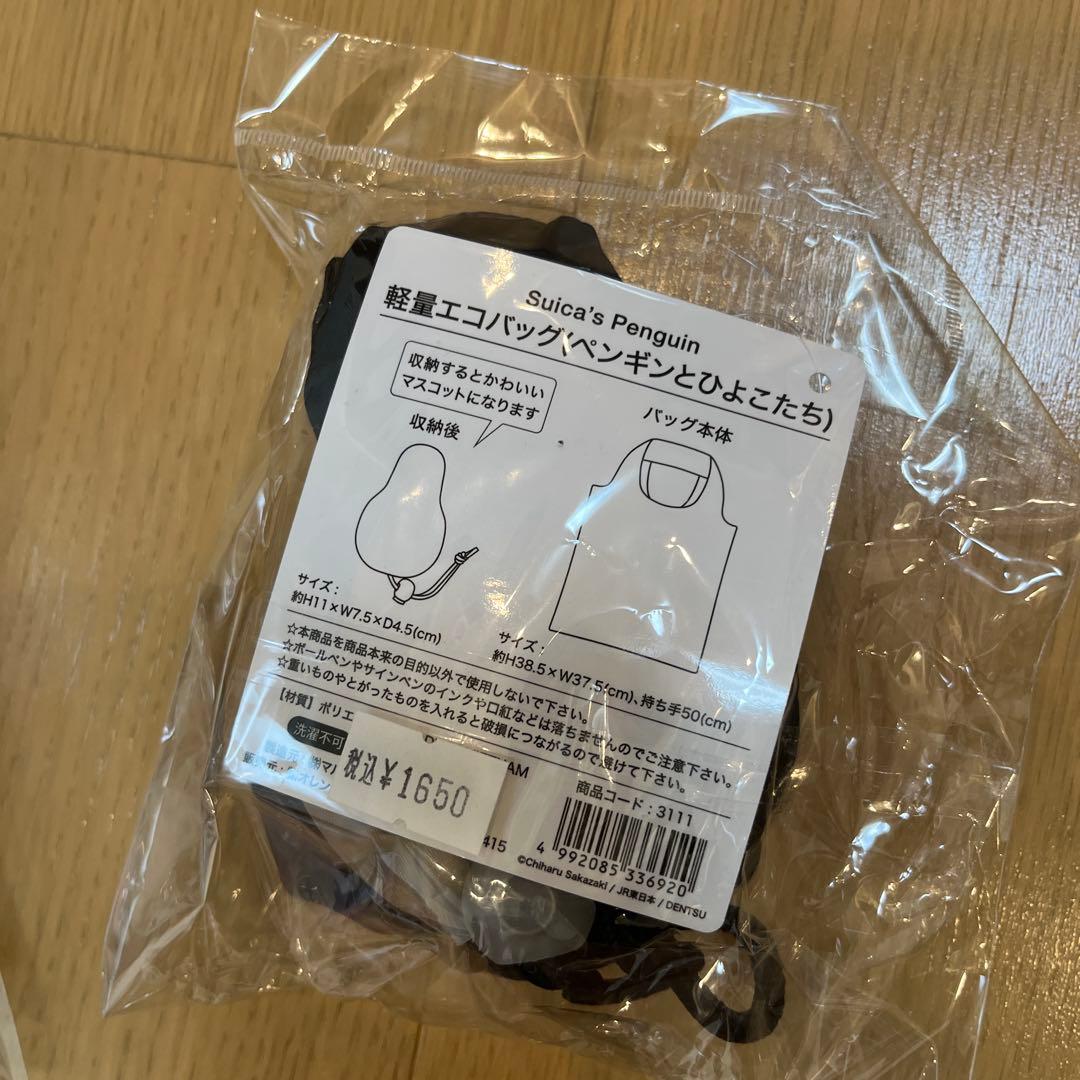 Suica's Penguin
軽量エコバッグ(ペンギンとひよこたち)
収納するとかわいい
マスコットになります
収納後
バッグ本体
サイズ：
約H11×W7.5×D4.5(cm)
サイズ：
約H38.5×W37.5(cm)、持ち手50(cm)
☆本商品を商品本来の目的以外で使用しないで下さい。
☆ボールペンやサインペンのインクや口紅などは落ちませんのでご注意下さい。
☆重いものやとがったものを入れると破損につながるので避けて下さい。
【材質】ポリエ
洗濯不可
税込¥1650
商品コード：3111
415
4 992085 336920
©Chiharu Sakazaki / JR東日本 / DENTSU